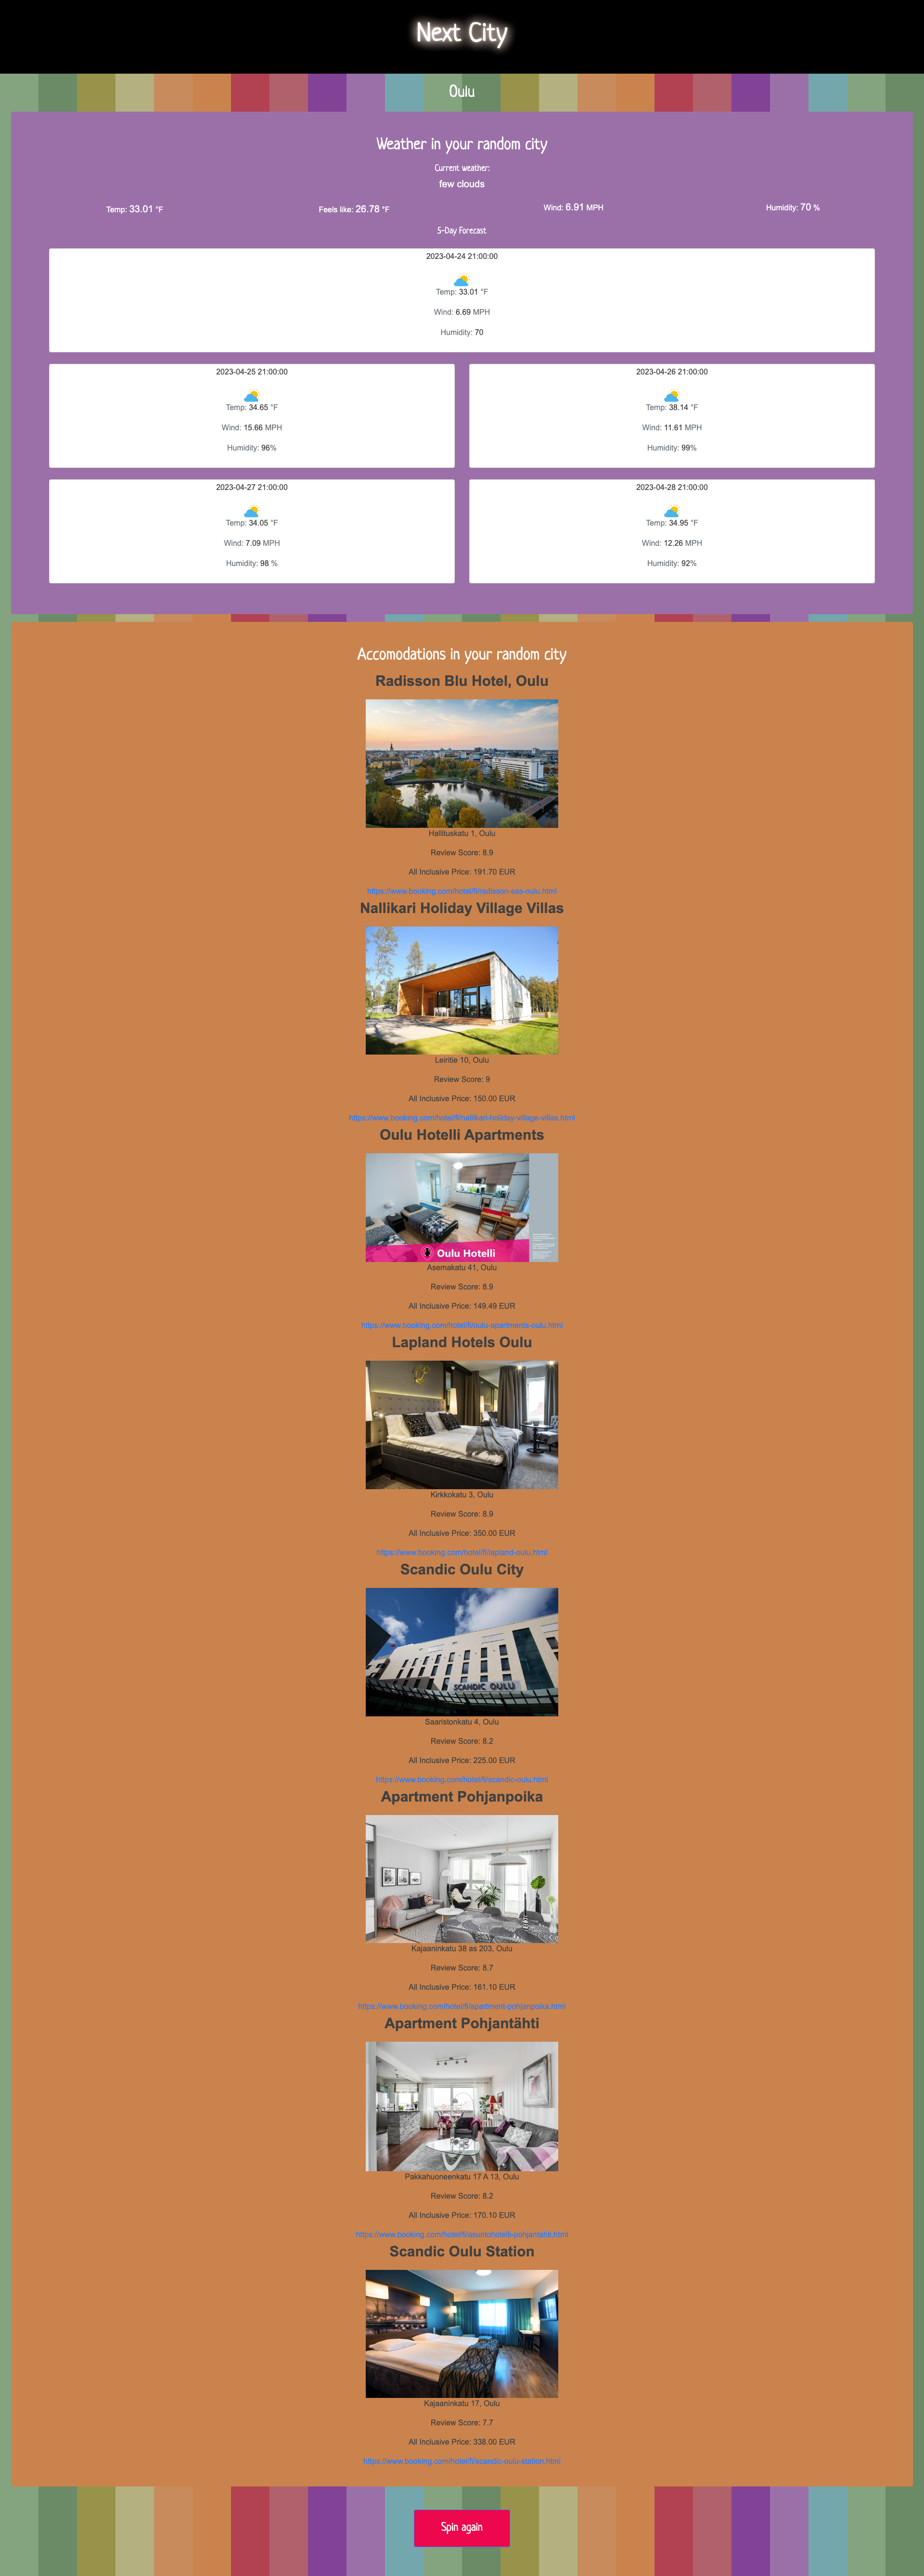 Next City
Oulu
Weather in your random city
Current weather:
few clouds
Temp: 33.01 °F
Feels like: 26.78 °F
Wind: 6.91 MPH
Humidity: 70 %
5-Day Forecast
2023-04-24 21:00:00
Temp: 33.01 °F
Wind: 6.69 MPH
Humidity: 70
2023-04-25 21:00:00
Temp: 34.65 °F
Wind: 15.66 MPH
Humidity: 96%
2023-04-26 21:00:00
Temp: 38.14 °F
Wind: 11.61 MPH
Humidity: 99%
2023-04-27 21:00:00
Temp: 34.05 °F
Wind: 7.09 MPH
Humidity: 98 %
2023-04-28 21:00:00
Temp: 34.95 °F
Wind: 12.26 MPH
Humidity: 92%
Accomodations in your random city
Radisson Blu Hotel, Oulu
Hallituskatu 1, Oulu
Review Score: 8.9
All Inclusive Price: 191.70 EUR
https://www.booking.com/hotel/fi/radisson-sas-oulu.html
Nallikari Holiday Village Villas
Leiritie 10, Oulu
Review Score: 9
All Inclusive Price: 150.00 EUR
https://www.booking.com/hotel/fi/nallikari-holiday-village-villas.html
Oulu Hotelli Apartments
Oulu Hotelli
Asemakatu 41, Oulu
Review Score: 8.9
All Inclusive Price: 149.49 EUR
https://www.booking.com/hotel/fi/oulu-apartments-oulu.html
Lapland Hotels Oulu
Kirkkokatu 3, Oulu
Review Score: 8.9
All Inclusive Price: 350.00 EUR
https://www.booking.com/hotel/fi/lapland-oulu.html
Scandic Oulu City
SCANDIC OULU
Saaristonkatu 4, Oulu
Review Score: 8.2
All Inclusive Price: 225.00 EUR
https://www.booking.com/hotel/fi/scandic-oulu.html
Apartment Pohjanpoika
Kajaaninkatu 38 as 203, Oulu
Review Score: 8.7
All Inclusive Price: 161.10 EUR
https://www.booking.com/hotel/fi/apartment-pohjanpoika.html
Apartment Pohjantähti
Pakkahuoneenkatu 17 A 13, Oulu
Review Score: 8.2
All Inclusive Price: 170.10 EUR
https://www.booking.com/hotel/fi/asuntohotelli-pohjantahti.html
Scandic Oulu Station
Kajaaninkatu 17, Oulu
Review Score: 7.7
All Inclusive Price: 338.00 EUR
https://www.booking.com/hotel/fi/scandic-oulu-station.html
Spin again